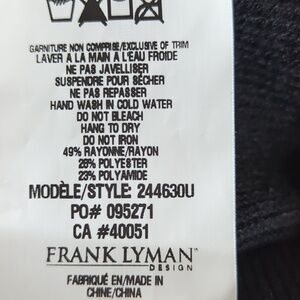 GARNITURE NON COMPRISE/EXCLUSIVE OF TRIM
LAVER A LA MAIN A L'EAU FROIDE
NE PAS JAVELLISER
SUSPENDRE POUR SÉCHER
NE PAS REPASSER
HAND WASH IN COLD WATER
DO NOT BLEACH
HANG TO DRY
DO NOT IRON
49% RAYONNE/RAYON
28% POLYESTER
23% POLYAMIDE
MODÈLE/STYLE: 244630U
PO# 095271
CA #40051
FRANK LYMAN
DESIGN
FABRIQUÉ EN/MADE IN
CHINE/CHINA